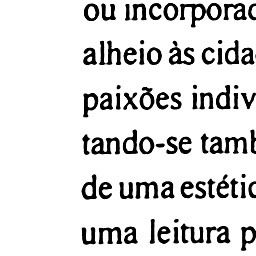 ou incorporad
alheio às cida
paixões indiv
tando-se tamb
de uma estétic
uma leitura p